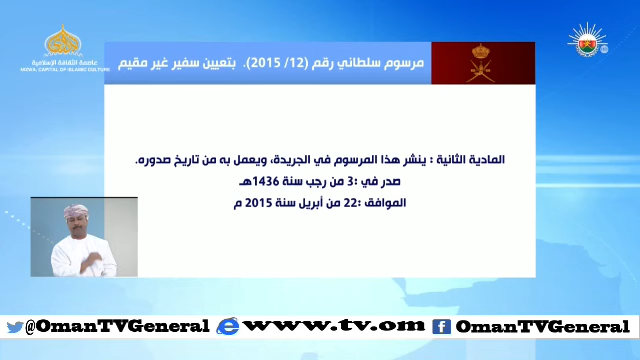 عاصمة الثقافة الإسلامية
NIZWA, CAPITAL OF ISLAMIC CULTURE
مرسوم سلطاني رقم (12/ 2015). بتعيين سفير غير مقيم
المادية الثانية : ينشر هذا المرسوم في الجريدة، ويعمل به من تاريخ صدوره.
صدر في :3 من رجب سنة 1436هـ
الموافق :22 من أبريل سنة 2015 م
@OmanTVGeneral www.tv.om OmanTVGeneral